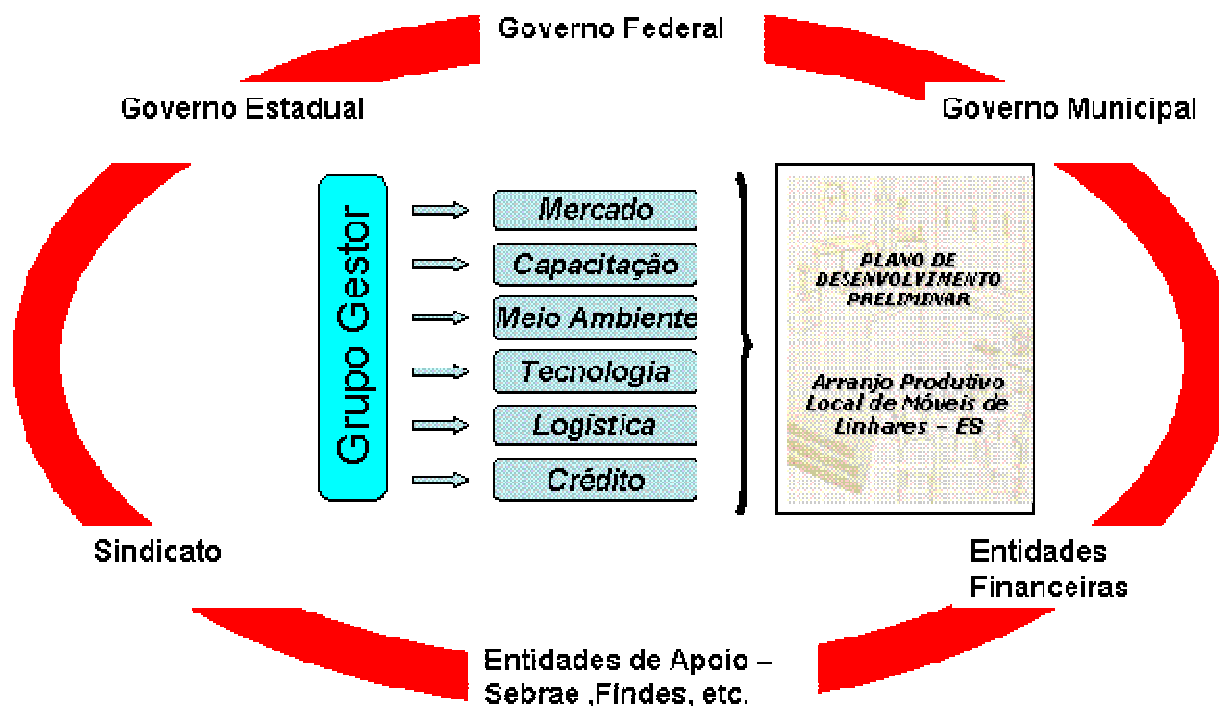 Governo Federal
Governo Estadual
Governo Municipal
Grupo Gestor
Mercado
Capacitação
Meio Ambiente
Tecnologia
Logística
Crédito
PLANO DE
DESENVOLVIMENTO
PRELIMINAR
Arranjo Produtivo
Local de Móveis de
Linhares – ES
Sindicato
Entidades
Financeiras
Entidades de Apoio –
Sebrae ,Findes, etc.